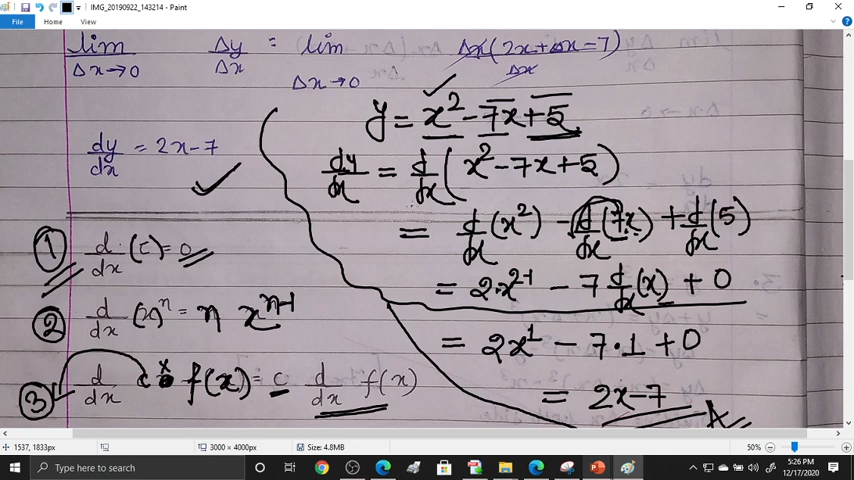 IMG_20190922_143214 - Paint
File Home View
lim Δy = lim Δx(2x+Δx-7)
Δx→0 Δx Δx→0 Δx
y = x² - 7x + 5
dy/dx = 2x-7
dy/dx = d/dx (x² - 7x + 5)
= d/dx (x²) - d/dx (7x) + d/dx (5)
① d/dx (c) = 0
= 2·x²⁻¹ - 7 d/dx (x) + 0
② d/dx (x)ⁿ = n xⁿ⁻¹
= 2x¹ - 7·1 + 0
③ d/dx c × f(x) = c d/dx f(x)
= 2x-7
1537, 1833px 3000 × 4000px Size: 4.8MB 50%
Type here to search
5:26 PM
12/17/2020